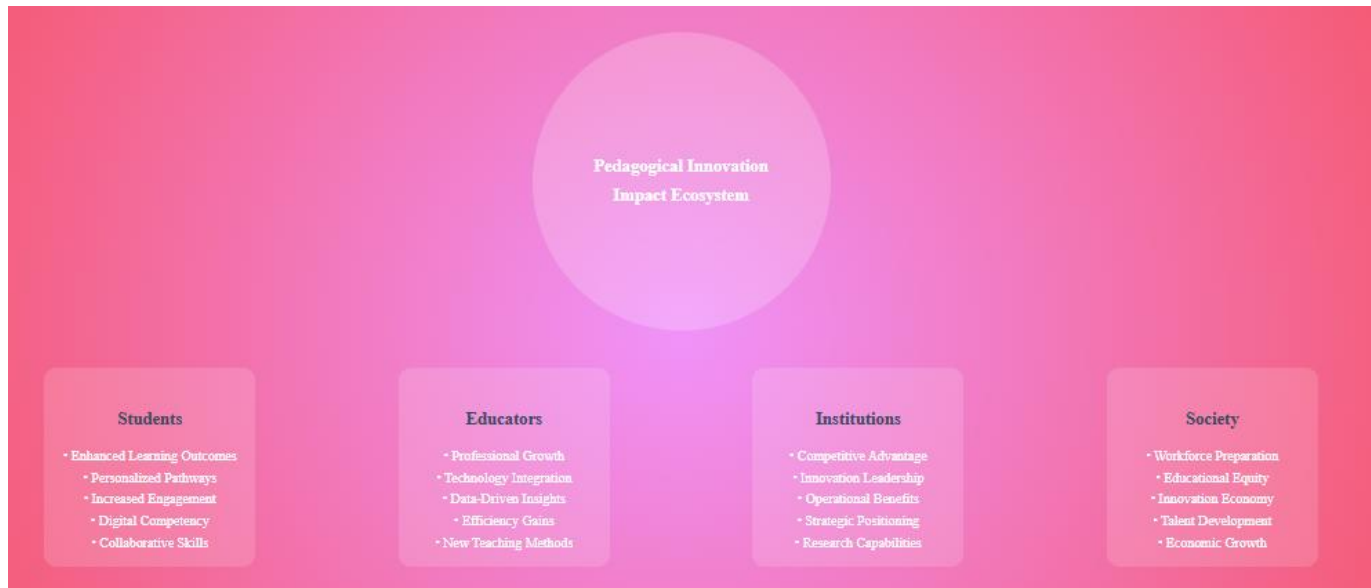 Pedagogical Innovation
Impact Ecosystem
Students
• Enhanced Learning Outcomes
• Personalized Pathways
• Increased Engagement
• Digital Competency
• Collaborative Skills
Educators
• Professional Growth
• Technology Integration
• Data-Driven Insights
• Efficiency Gains
• New Teaching Methods
Institutions
• Competitive Advantage
• Innovation Leadership
• Operational Benefits
• Strategic Positioning
• Research Capabilities
Society
• Workforce Preparation
• Educational Equity
• Innovation Economy
• Talent Development
• Economic Growth